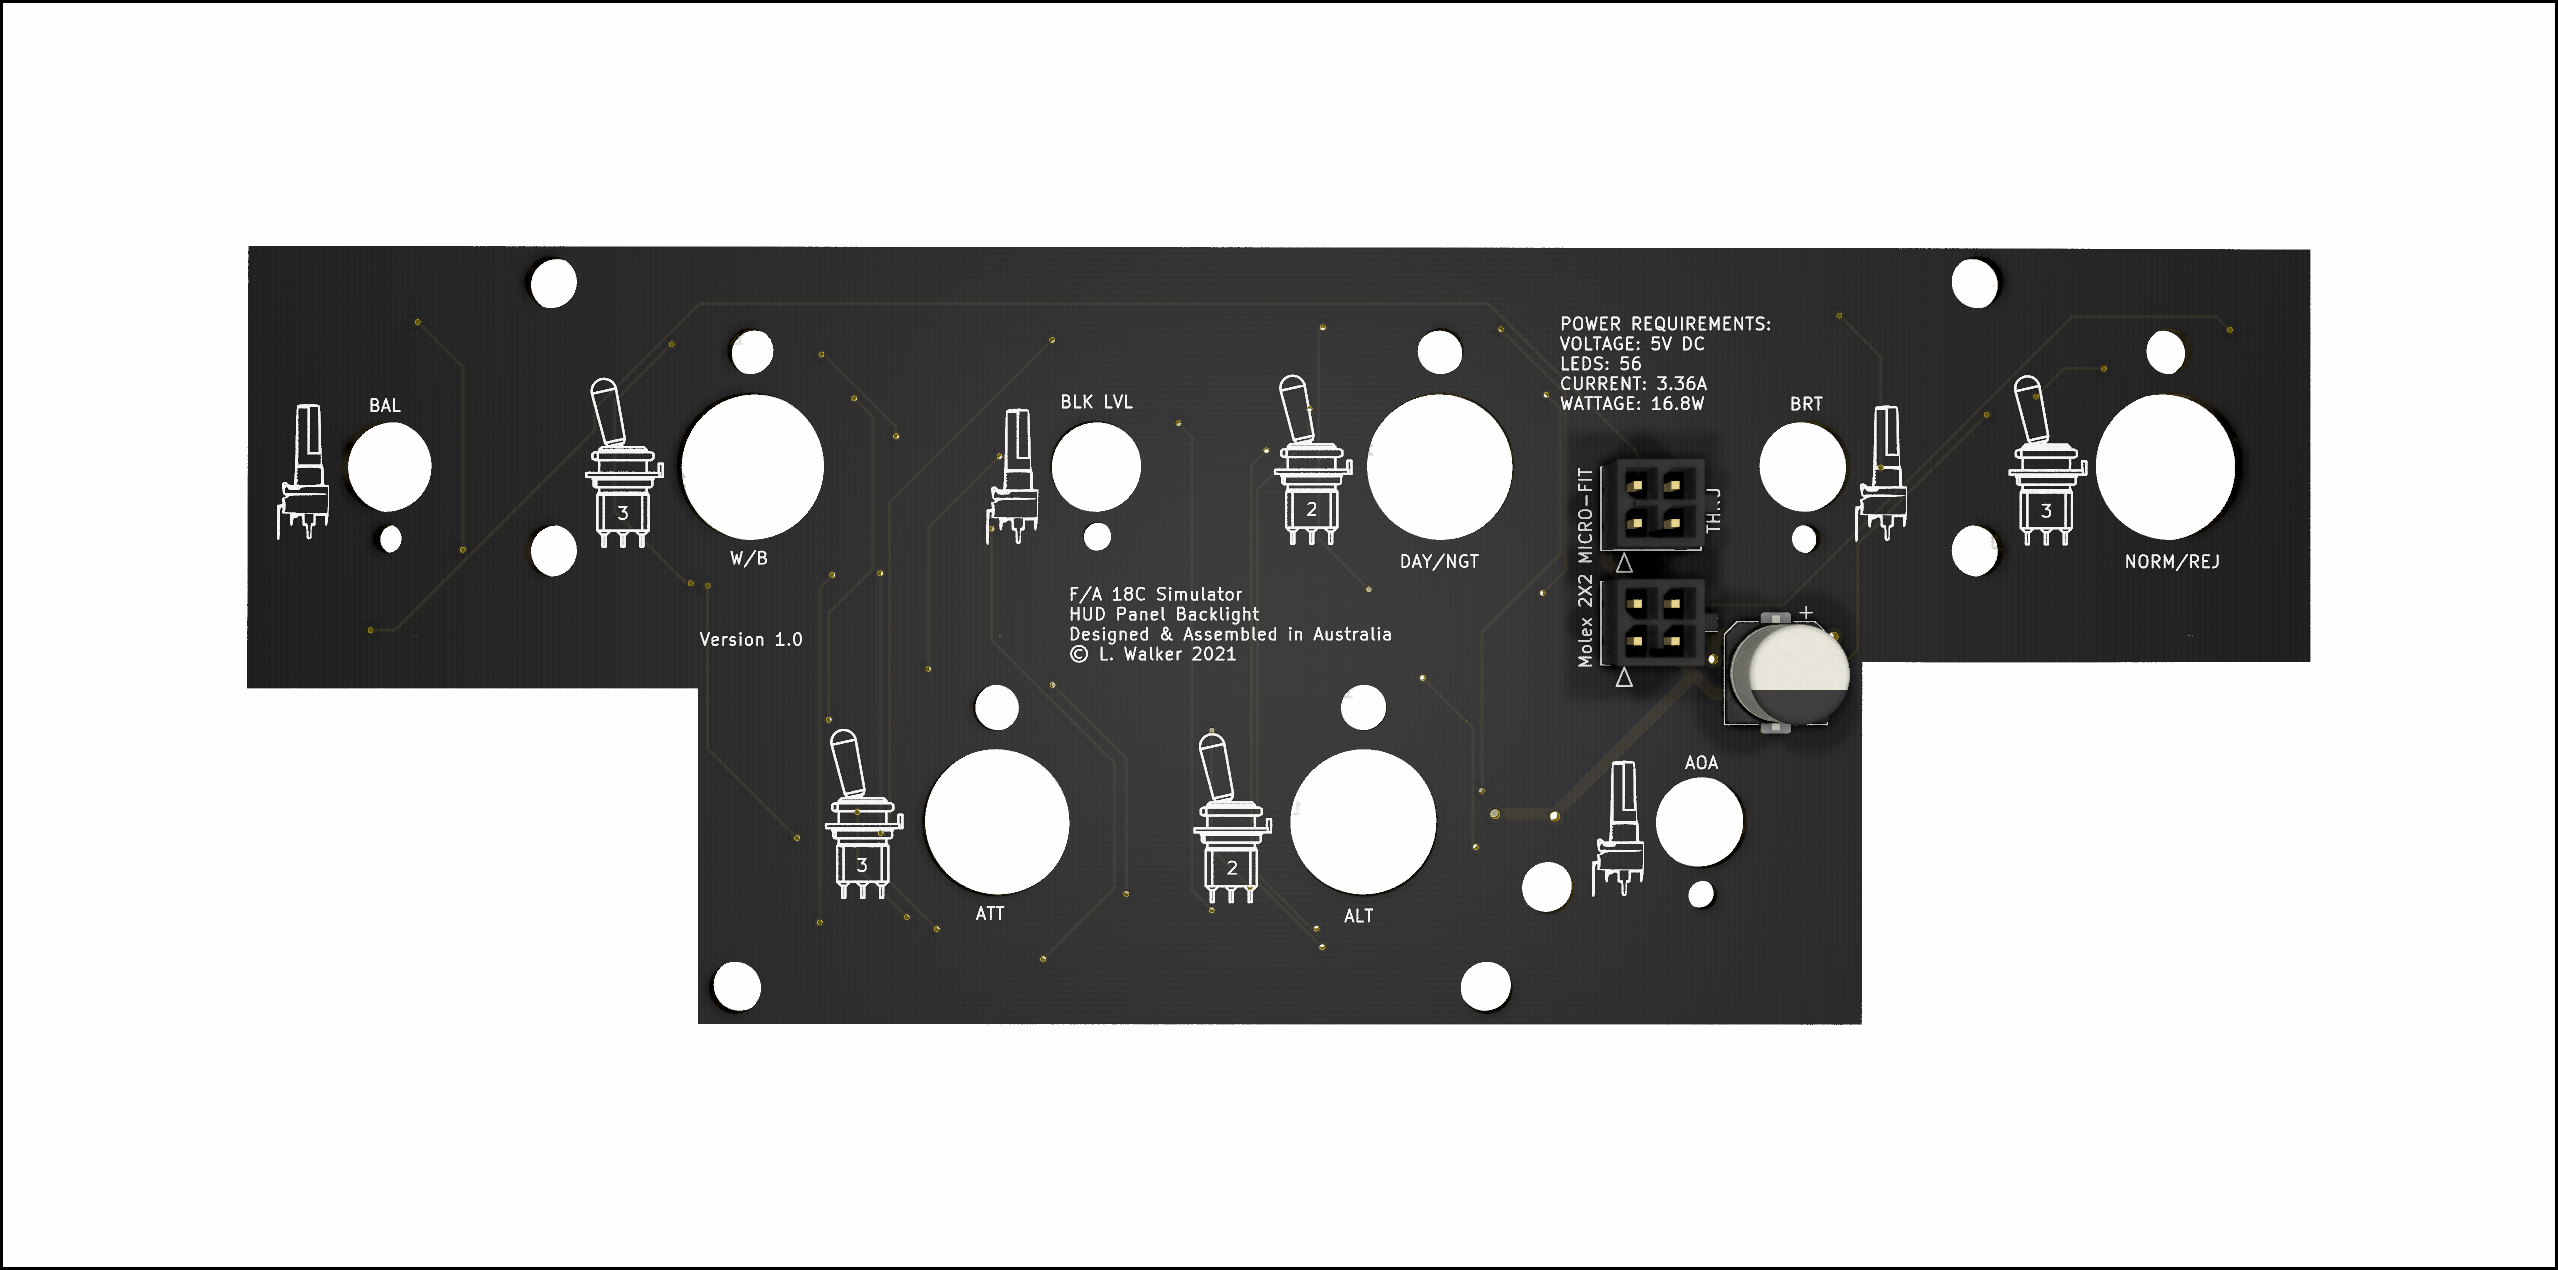 POWER REQUIREMENTS:
VOLTAGE: 5V DC
LEDS: 56
CURRENT: 3.36A
WATTAGE: 16.8W
BAL
BLK LVL
BRT
3
2
3
W/B
DAY/NGT
NORM/REJ
Molex 2X2 MICRO-FIT
F/A 18C Simulator
HUD Panel Backlight
Designed & Assembled in Australia
© L. Walker 2021
Version 1.0
+
AOA
3
2
ATT
ALT